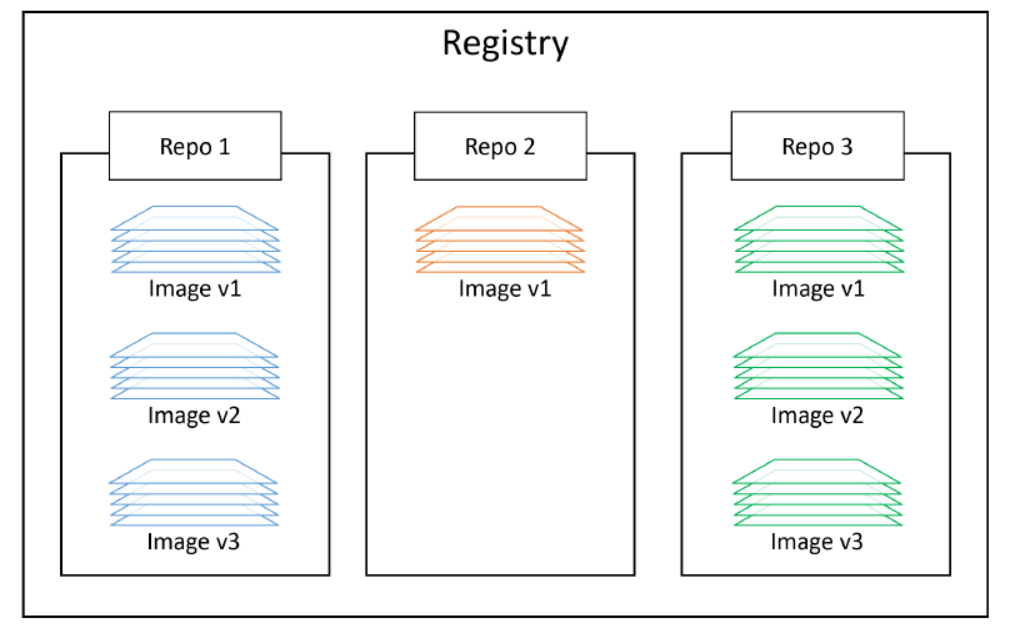 Registry
Repo 1
Image v1
Image v2
Image v3
Repo 2
Image v1
Repo 3
Image v1
Image v2
Image v3